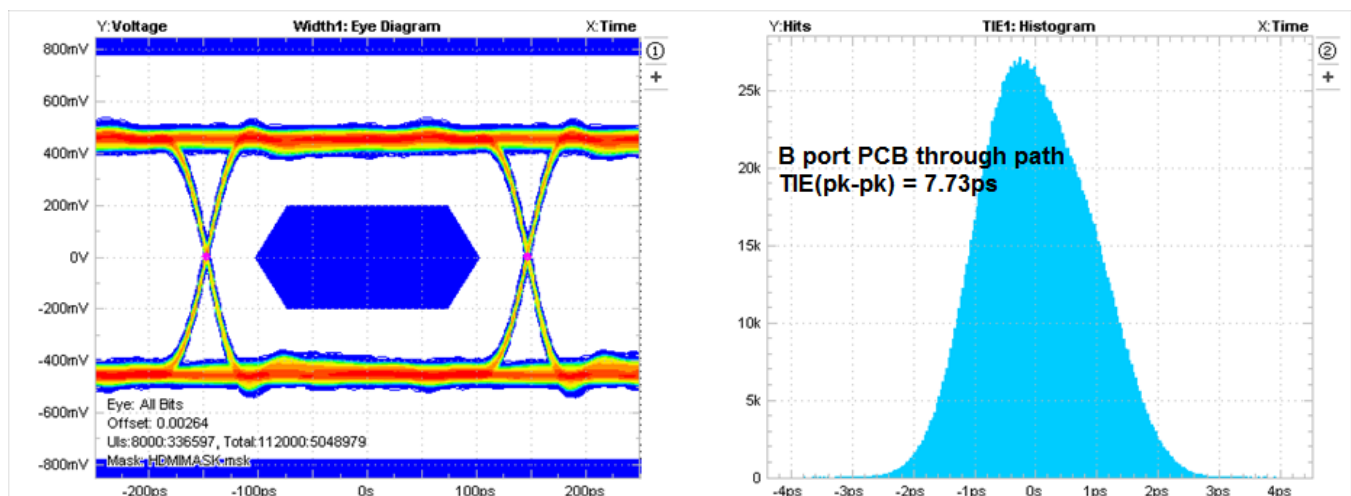 Y:Voltage Width1: Eye Diagram X:Time
800mV
600mV
400mV
200mV
0V
-200mV
-400mV
-600mV
-800mV
Eye: All Bits
Offset: 0.00264
UIs:8000:336597, Total:112000:5048979
Mask: HDMIMASK.msk
-200ps -100ps 0s 100ps 200ps
1
+
Y:Hits TIE1: Histogram X:Time
25k
20k
15k
10k
5k
0
B port PCB through path
TIE(pk-pk) = 7.73ps
-4ps -3ps -2ps -1ps 0s 1ps 2ps 3ps 4ps
2
+